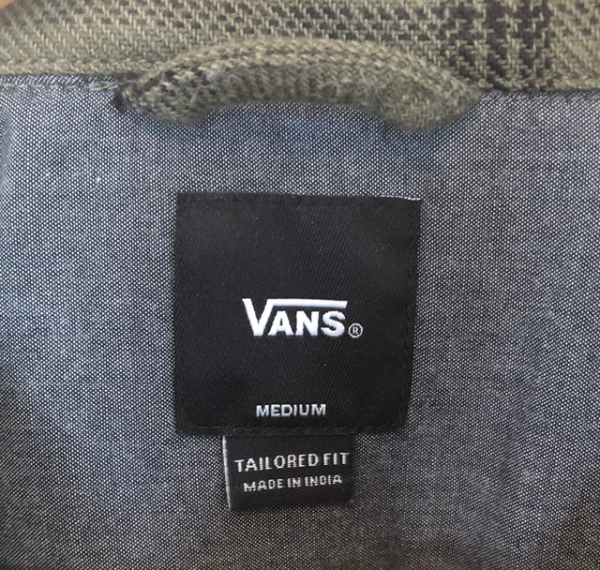 VANS®
MEDIUM
TAILORED FIT
MADE IN INDIA